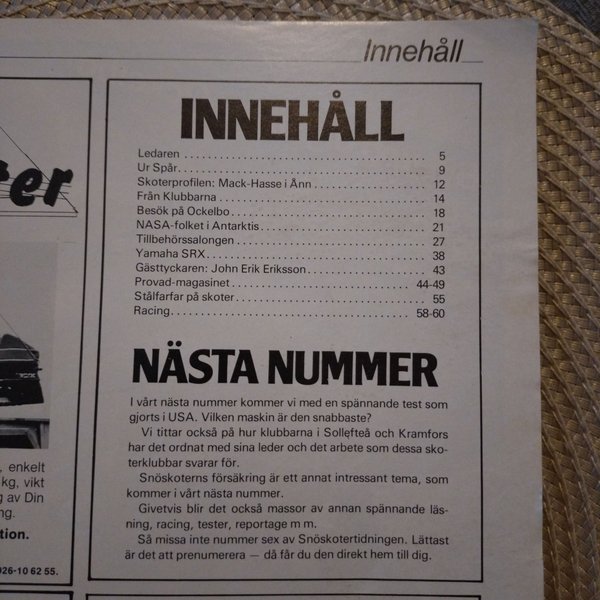 Innehåll
INNEHÅLL
Ledaren 5
Ur Spår 9
Skoterprofilen: Mack-Hasse i Ånn 12
Från Klubbarna 14
Besök på Ockelbo 18
NASA-folket i Antarktis 21
Tillbehörssalongen 27
Yamaha SRX 38
Gästtyckaren: John Erik Eriksson 43
Provad-magasinet 44-49
Stålfarfar på skoter 55
Racing 58-60
NÄSTA NUMMER
I vårt nästa nummer kommer vi med en spännande test som
gjorts i USA. Vilken maskin är den snabbaste?
Vi tittar också på hur klubbarna i Sollefteå och Kramfors
har det ordnat med sina leder och det arbete som dessa sko-
terklubbar svarar för.
Snöskoterns försäkring är ett annat intressant tema, som
kommer i vårt nästa nummer.
Givetvis blir det också massor av annan spännande läs-
ning, racing, tester, reportage m m.
Så missa inte nummer sex av Snöskotertidningen. Lättast
är det att prenumerera — då får du den direkt hem till dig.
, enkelt
kg, vikt
g av Din
ng.
tion.
026-10 62 55.